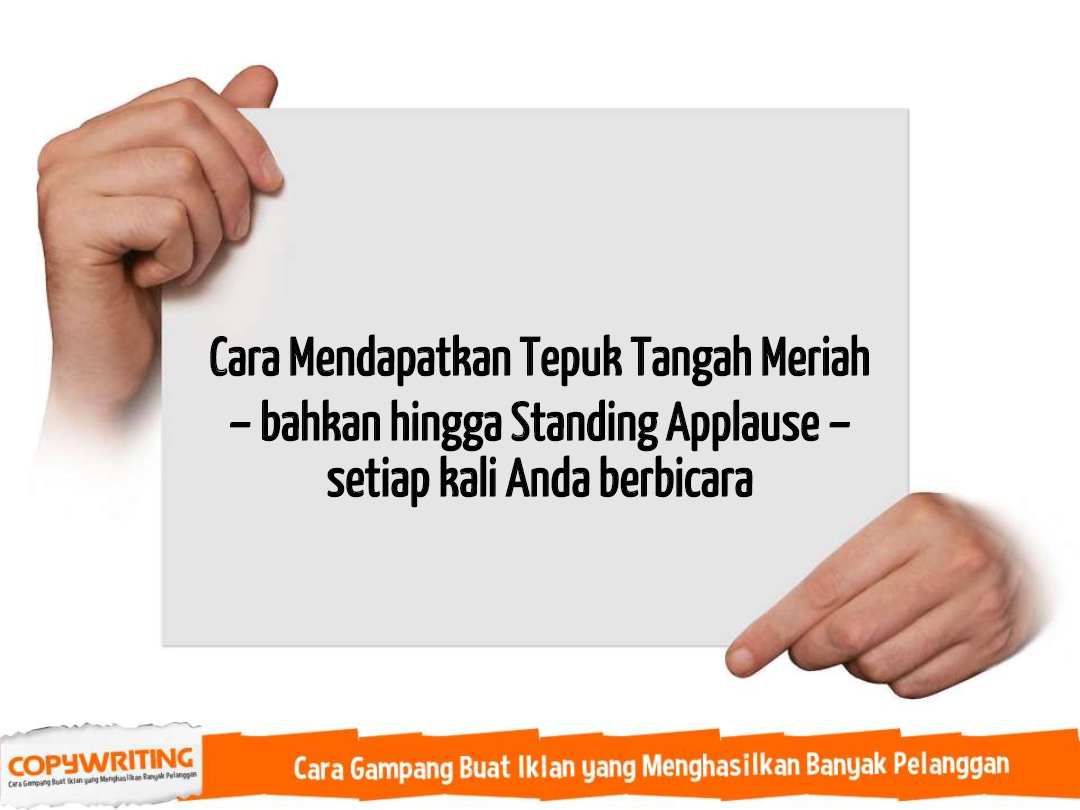 Cara Mendapatkan Tepuk Tangah Meriah
– bahkan hingga Standing Applause –
setiap kali Anda berbicara
COPYWRITING
Cara Gampang Buat Iklan yang Menghasilkan Banyak Pelanggan
Cara Gampang Buat Iklan yang Menghasilkan Banyak Pelanggan